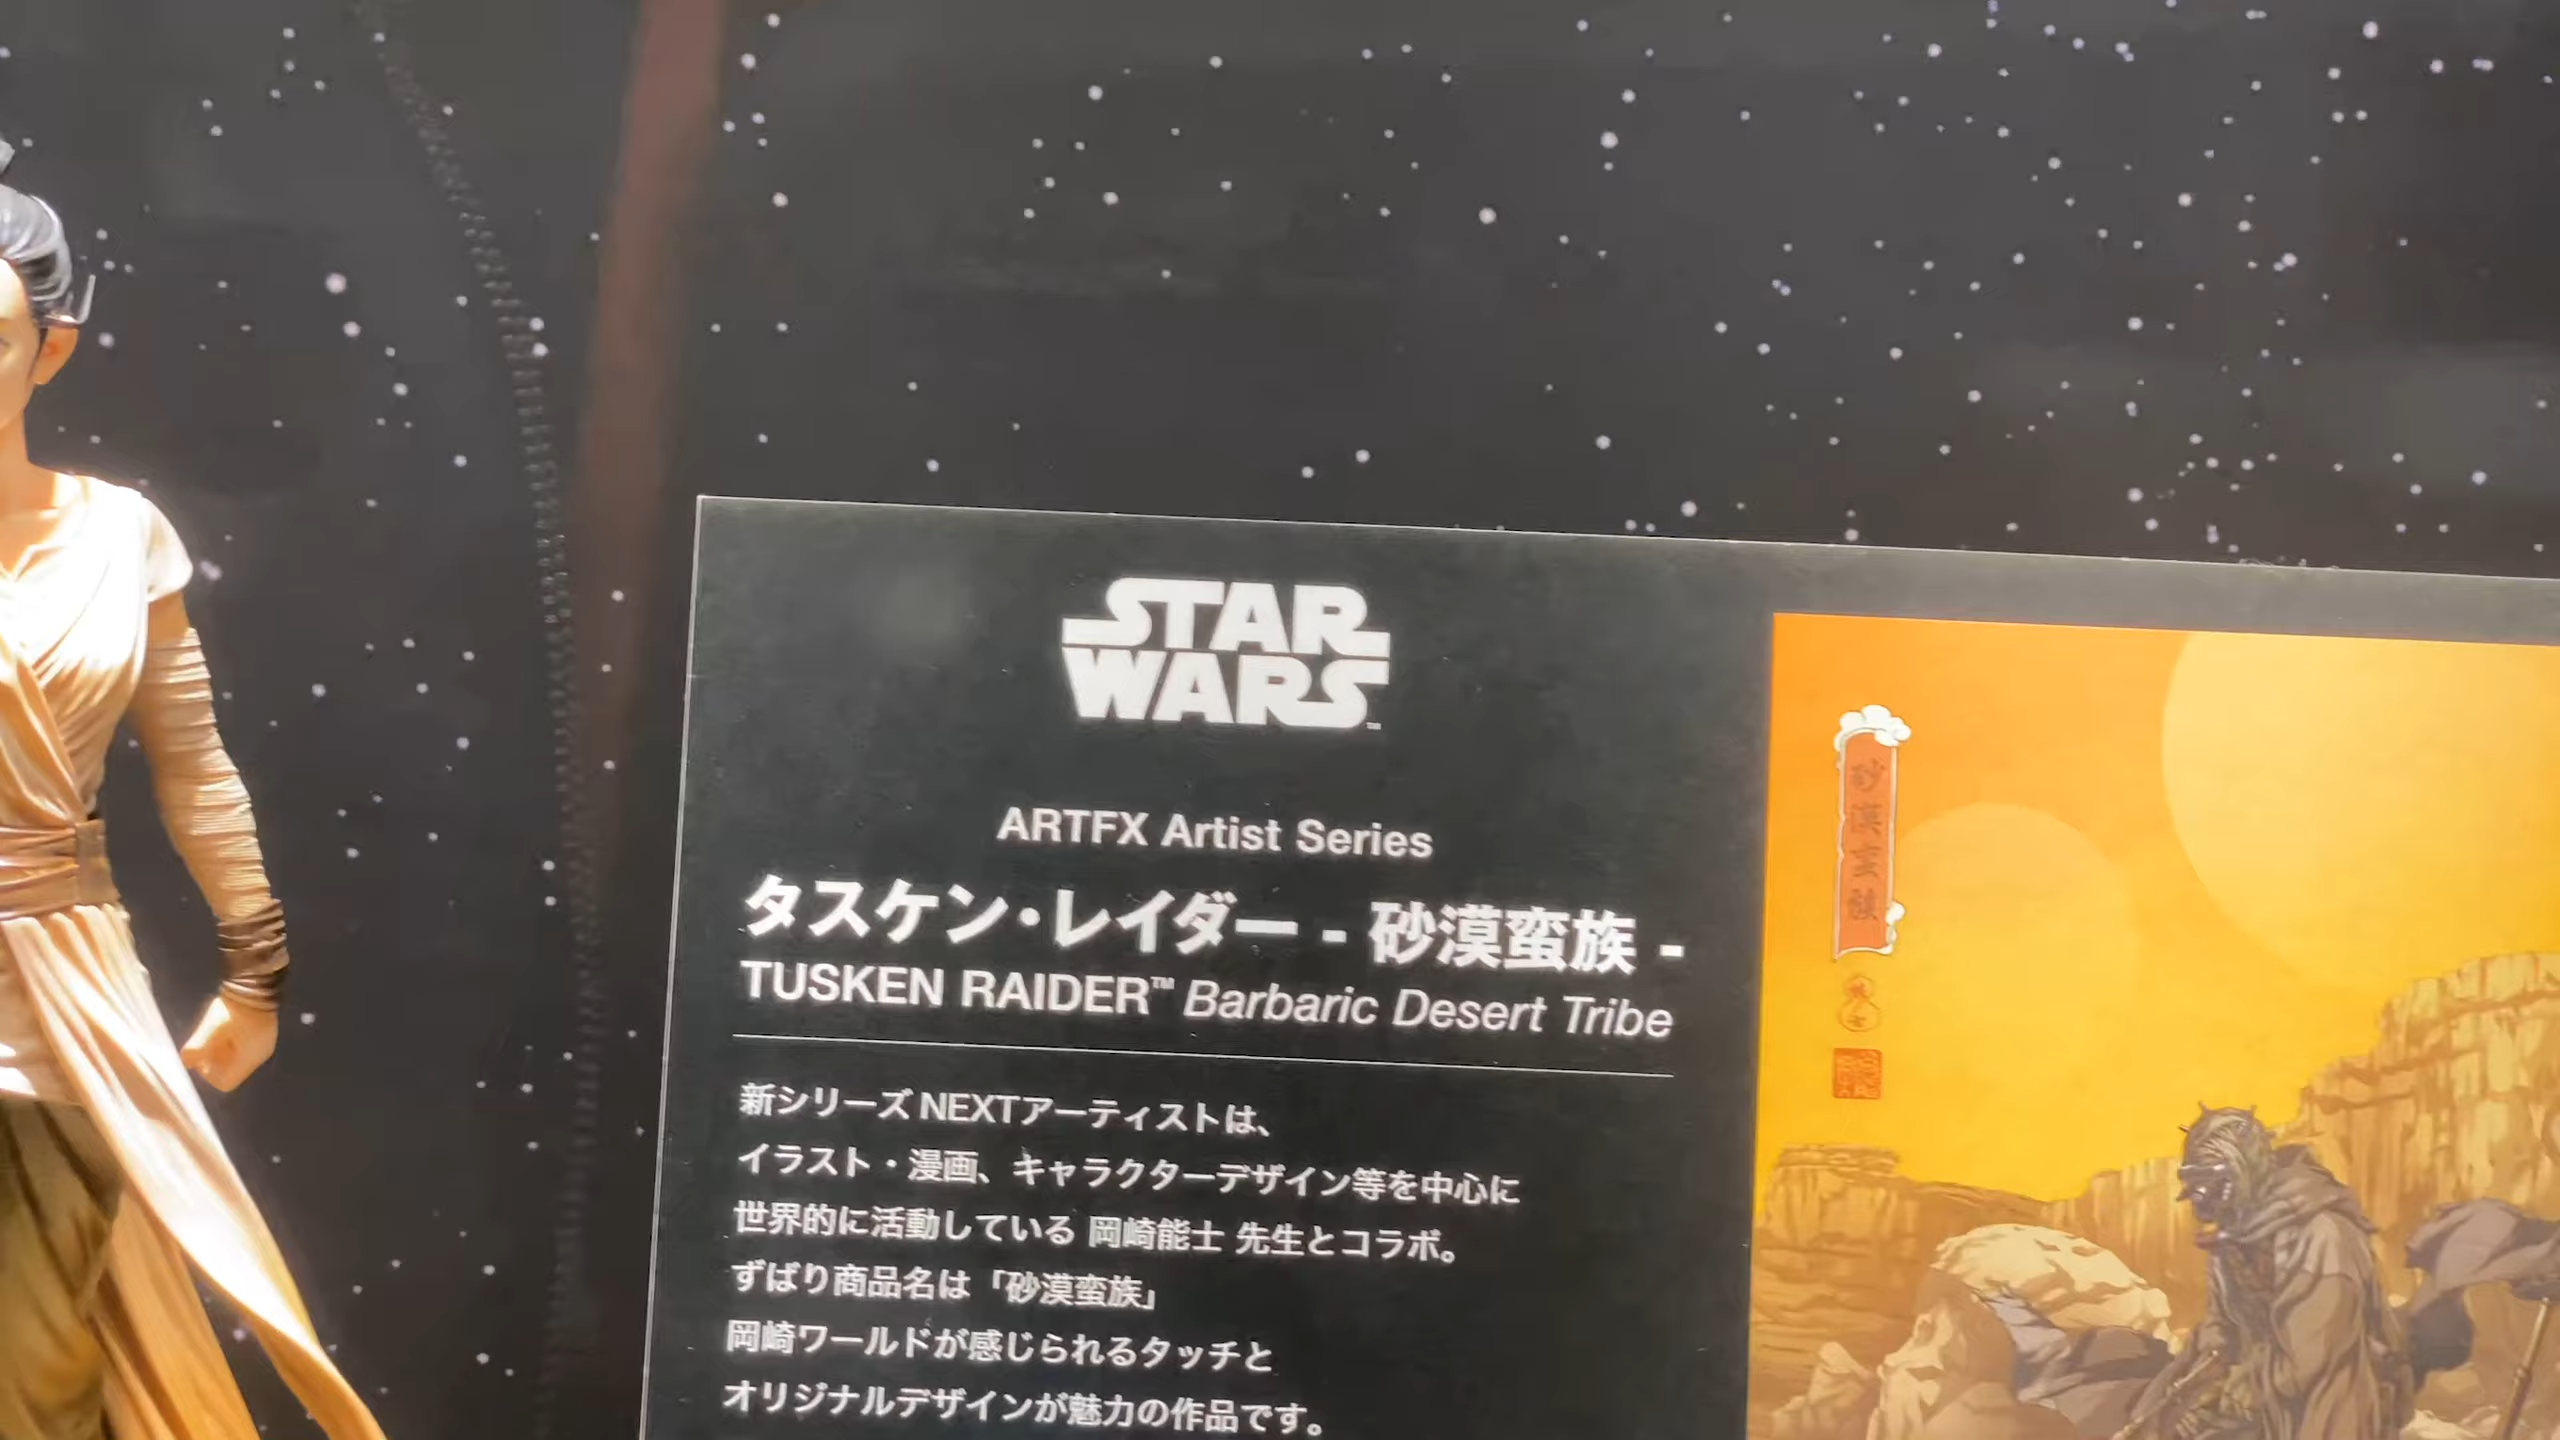 STAR
WARS™
ARTFX Artist Series
タスケン・レイダー - 砂漠蛮族 -
TUSKEN RAIDER™ Barbaric Desert Tribe
新シリーズNEXTアーティストは、
イラスト・漫画、キャラクターデザイン等を中心に
世界的に活動している 岡崎能士 先生とコラボ。
ずばり商品名は「砂漠蛮族」
岡崎ワールドが感じられるタッチと
オリジナルデザインが魅力の作品です。
砂漠蛮族